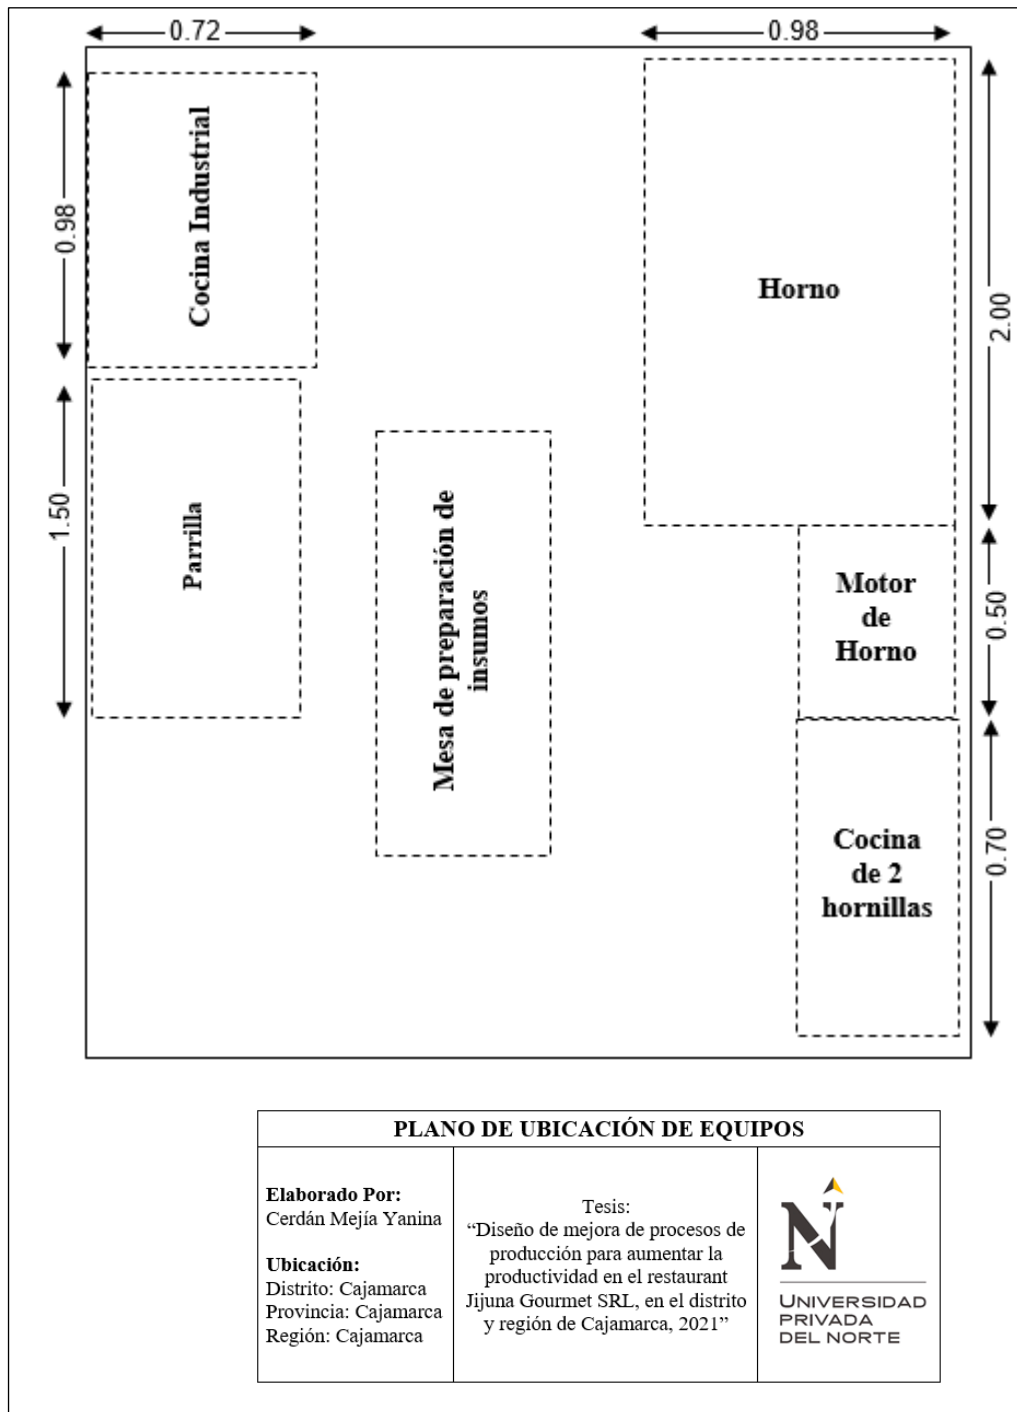 0.72
0.98
0.98
Cocina Industrial
Horno
2.00
1.50
Parrilla
Mesa de preparación de
insumos
Motor
de
Horno
0.50
Cocina
de 2
hornillas
0.70
PLANO DE UBICACIÓN DE EQUIPOS
Elaborado Por:
Cerdán Mejía Yanina
Ubicación:
Distrito: Cajamarca
Provincia: Cajamarca
Región: Cajamarca
Tesis:
“Diseño de mejora de procesos de
producción para aumentar la
productividad en el restaurant
Jijuna Gourmet SRL, en el distrito
y región de Cajamarca, 2021”
N
UNIVERSIDAD
PRIVADA
DEL NORTE